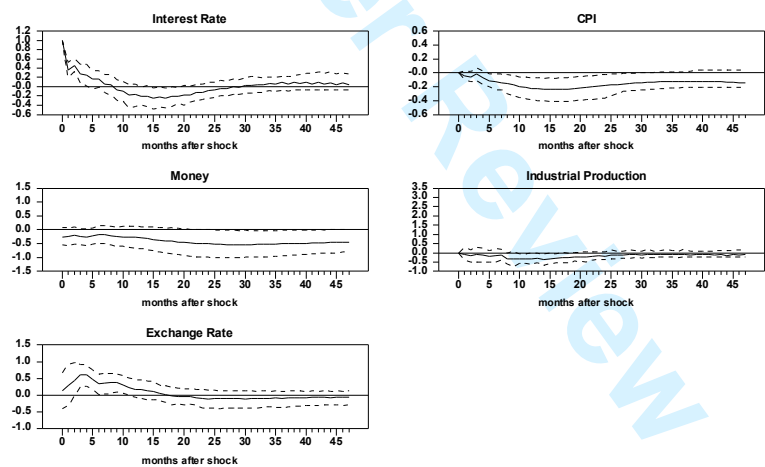 Interest Rate
1.2
1.0
0.8
0.6
0.4
0.2
-0.0
-0.2
-0.4
-0.6
0 5 10 15 20 25 30 35 40 45
months after shock
CPI
0.6
0.4
0.2
-0.0
-0.2
-0.4
-0.6
0 5 10 15 20 25 30 35 40 45
months after shock
Money
1.5
1.0
0.5
0.0
-0.5
-1.0
-1.5
0 5 10 15 20 25 30 35 40 45
months after shock
Industrial Production
3.5
3.0
2.5
2.0
1.5
1.0
0.5
0.0
-0.5
-1.0
0 5 10 15 20 25 30 35 40 45
months after shock
Exchange Rate
1.5
1.0
0.5
0.0
-0.5
-1.0
0 5 10 15 20 25 30 35 40 45
months after shock
er Review